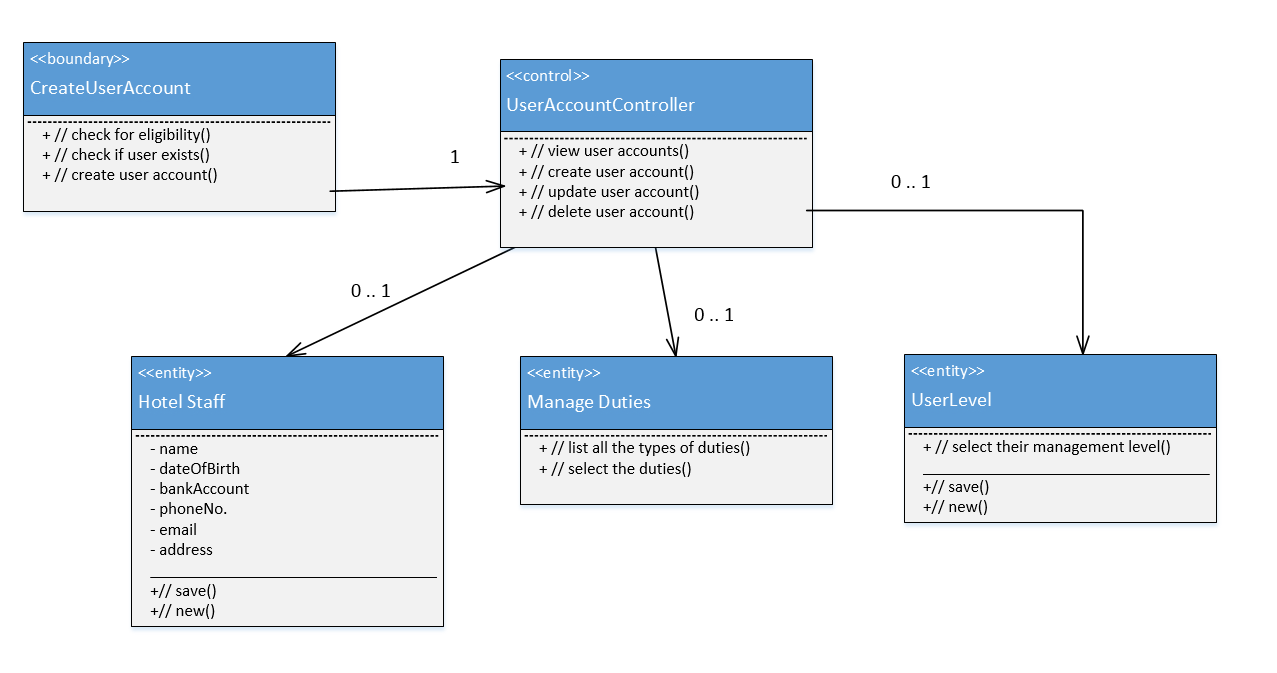 <<boundary>>
CreateUserAccount
+ // check for eligibility()
+ // check if user exists()
+ // create user account()
1
<<control>>
UserAccountController
+ // view user accounts()
+ // create user account()
+ // update user account()
+ // delete user account()
0 .. 1
0 .. 1
0 .. 1
<<entity>>
Hotel Staff
- name
- dateOfBirth
- bankAccount
- phoneNo.
- email
- address
+// save()
+// new()
<<entity>>
Manage Duties
+ // list all the types of duties()
+ // select the duties()
<<entity>>
UserLevel
+ // select their management level()
+// save()
+// new()